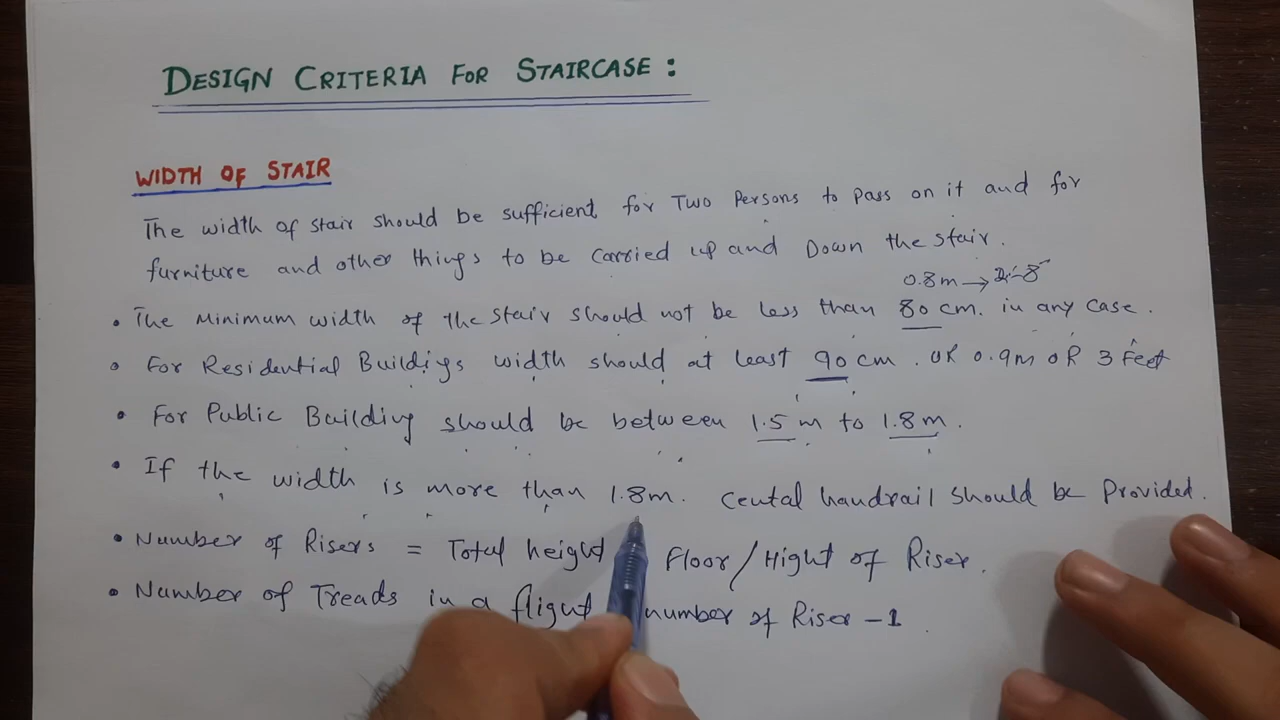 DESIGN CRITERIA FOR STAIRCASE :
WIDTH OF STAIR
The width of stair should be sufficient for Two Persons to pass on it and for
furniture and other things to be carried up and Down the stair.
0.8m → 2'-8"
• The Minimum width of the stair should not be less than 80 cm. in any case.
• For Residential Buildings width should at least 90 cm. OR 0.9m OR 3 Feet
• For Public Building should be between 1.5 m to 1.8 m.
• If the width is more than 1.8m. Cental handrail should be Provided.
• Number of Risers = Total height Floor/Hight of Riser.
• Number of Treads in a flight number of Riser -1